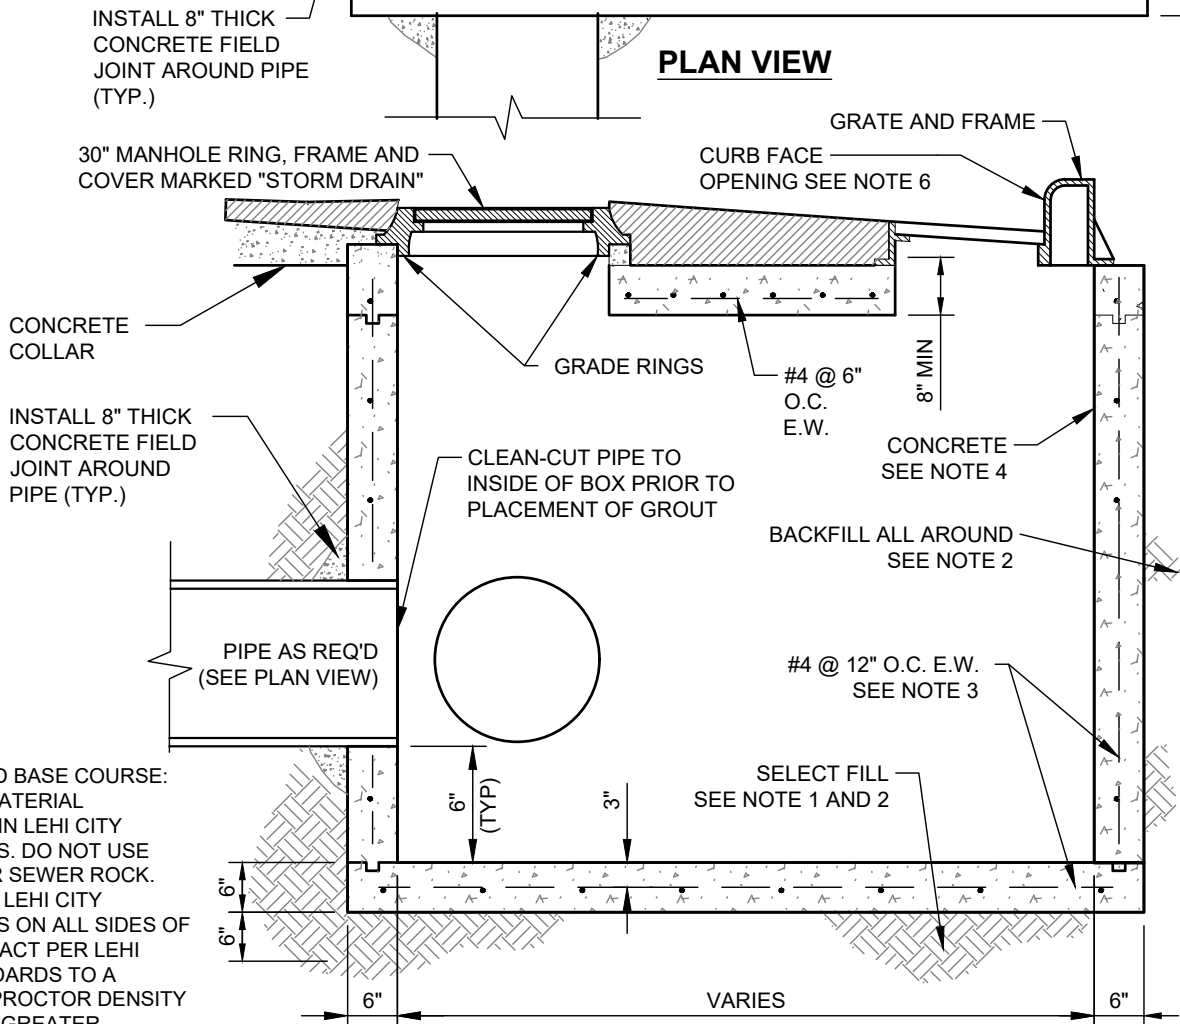 INSTALL 8" THICK
CONCRETE FIELD
JOINT AROUND PIPE
(TYP.)
PLAN VIEW
GRATE AND FRAME
30" MANHOLE RING, FRAME AND
COVER MARKED "STORM DRAIN"
CURB FACE
OPENING SEE NOTE 6
CONCRETE
COLLAR
GRADE RINGS
#4 @ 6"
O.C.
E.W.
8" MIN
INSTALL 8" THICK
CONCRETE FIELD
JOINT AROUND
PIPE (TYP.)
CLEAN-CUT PIPE TO
INSIDE OF BOX PRIOR TO
PLACEMENT OF GROUT
CONCRETE
SEE NOTE 4
BACKFILL ALL AROUND
SEE NOTE 2
PIPE AS REQ'D
(SEE PLAN VIEW)
#4 @ 12" O.C. E.W.
SEE NOTE 3
SELECT FILL
SEE NOTE 1 AND 2
6"
(TYP)
3"
BASE COURSE:
IN LEHI CITY
DO NOT USE
SEWER ROCK.
LEHI CITY
ON ALL SIDES OF
PER LEHI
TO A
PROCTOR DENSITY
GREATER
6"
6"
6"
VARIES
6"